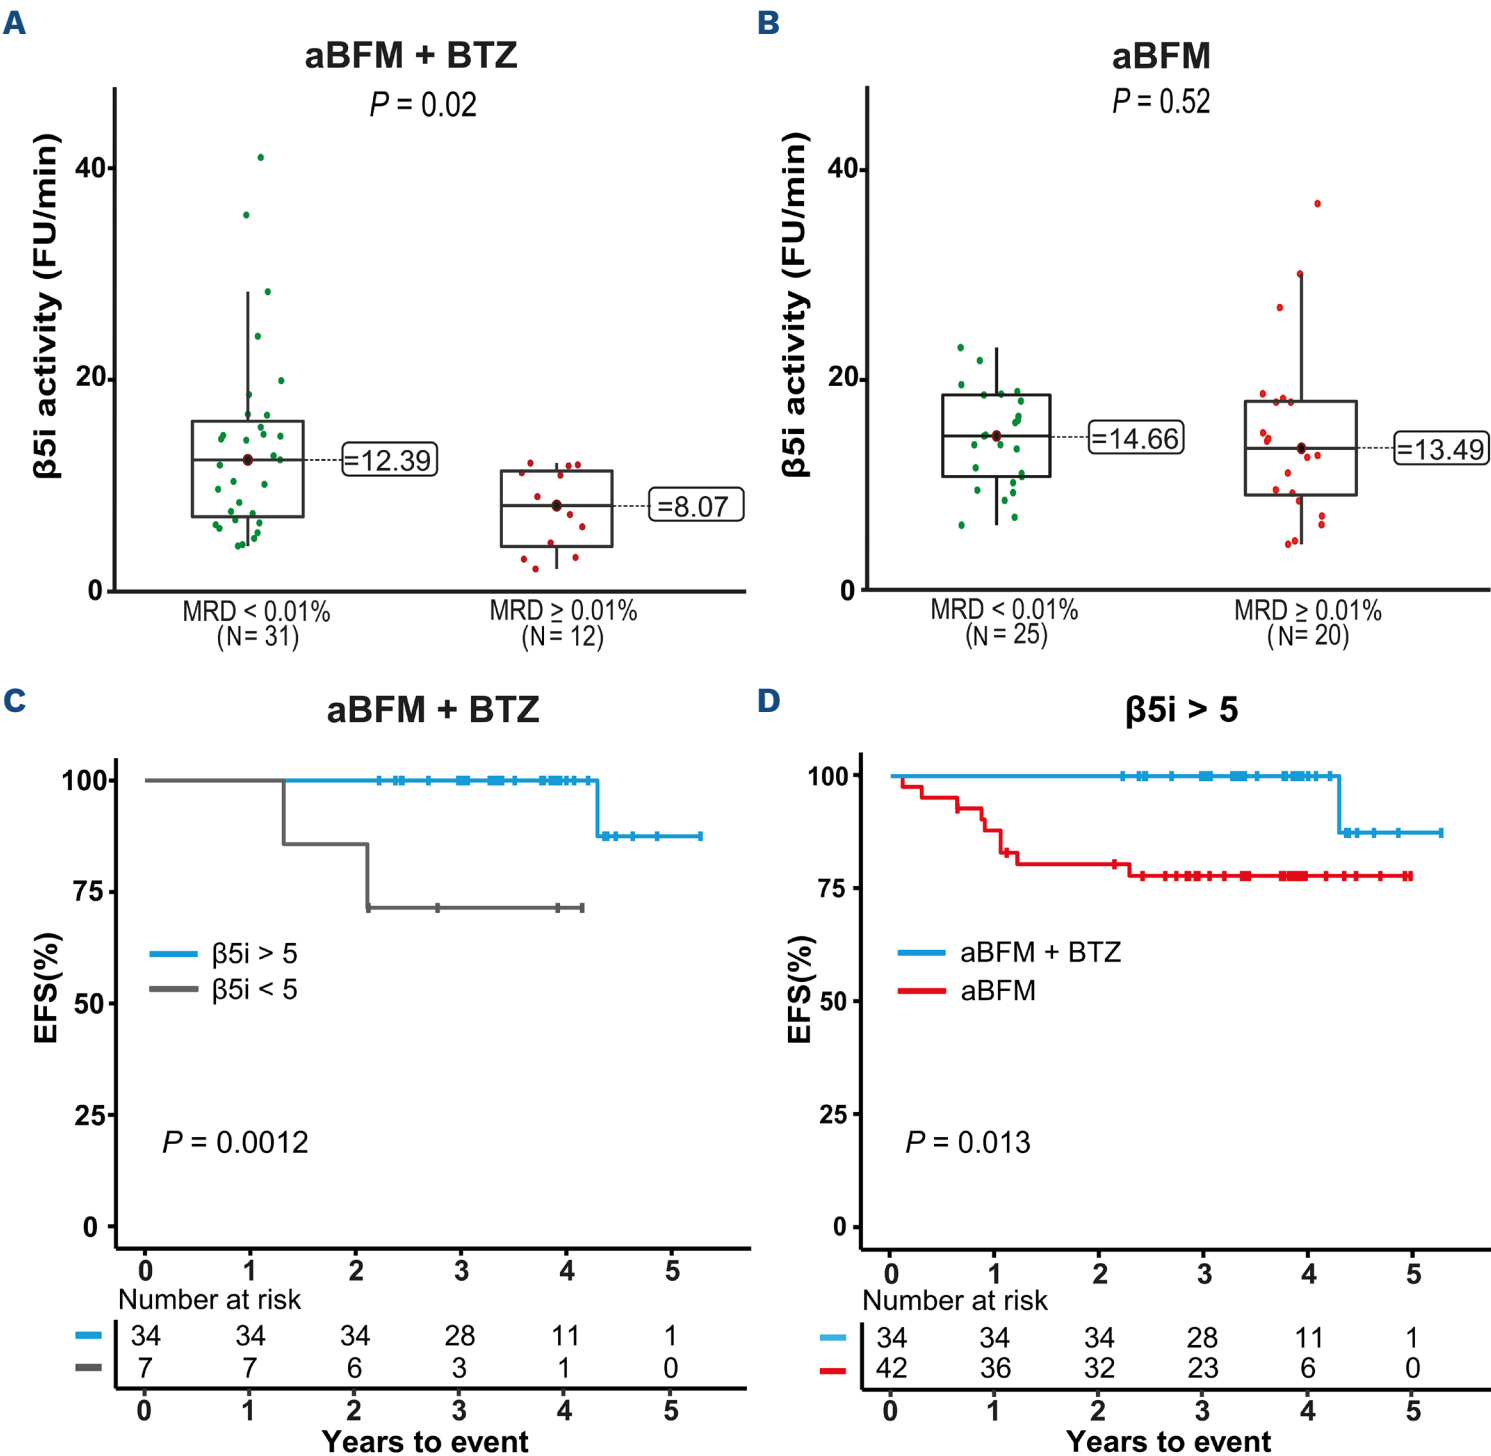 A
aBFM + BTZ
P = 0.02
β5i activity (FU/min)
40
20
0
=12.39
=8.07
MRD < 0.01%
(N = 31)
MRD ≥ 0.01%
(N = 12)
B
aBFM
P = 0.52
β5i activity (FU/min)
40
20
0
=14.66
=13.49
MRD < 0.01%
(N = 25)
MRD ≥ 0.01%
(N = 20)
C
aBFM + BTZ
EFS(%)
100
75
50
25
0
β5i > 5
β5i < 5
P = 0.0012
0 1 2 3 4 5
Number at risk
34 34 34 28 11 1
7 7 6 3 1 0
0 1 2 3 4 5
Years to event
D
β5i > 5
EFS(%)
100
75
50
25
0
aBFM + BTZ
aBFM
P = 0.013
0 1 2 3 4 5
Number at risk
34 34 34 28 11 1
42 36 32 23 6 0
0 1 2 3 4 5
Years to event